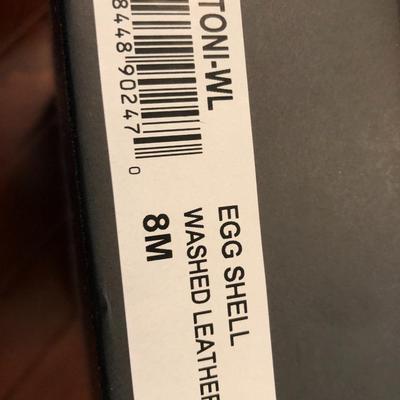 TONI-WL
8448 90247 0
EGG SHELL
WASHED LEATHER
8M